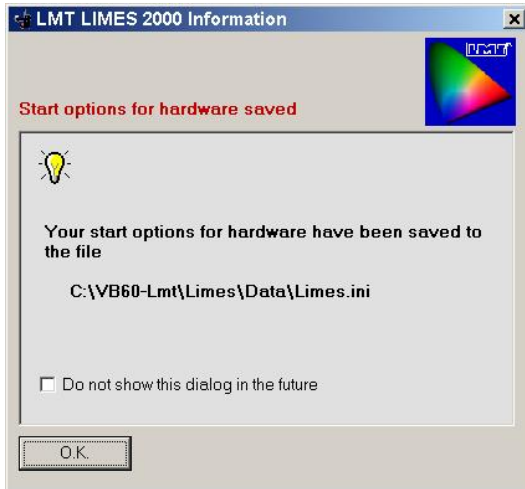 LMT LIMES 2000 Information
LMT
Start options for hardware saved
Your start options for hardware have been saved to
the file
C:\VB60-Lmt\Limes\Data\Limes.ini
Do not show this dialog in the future
O.K.